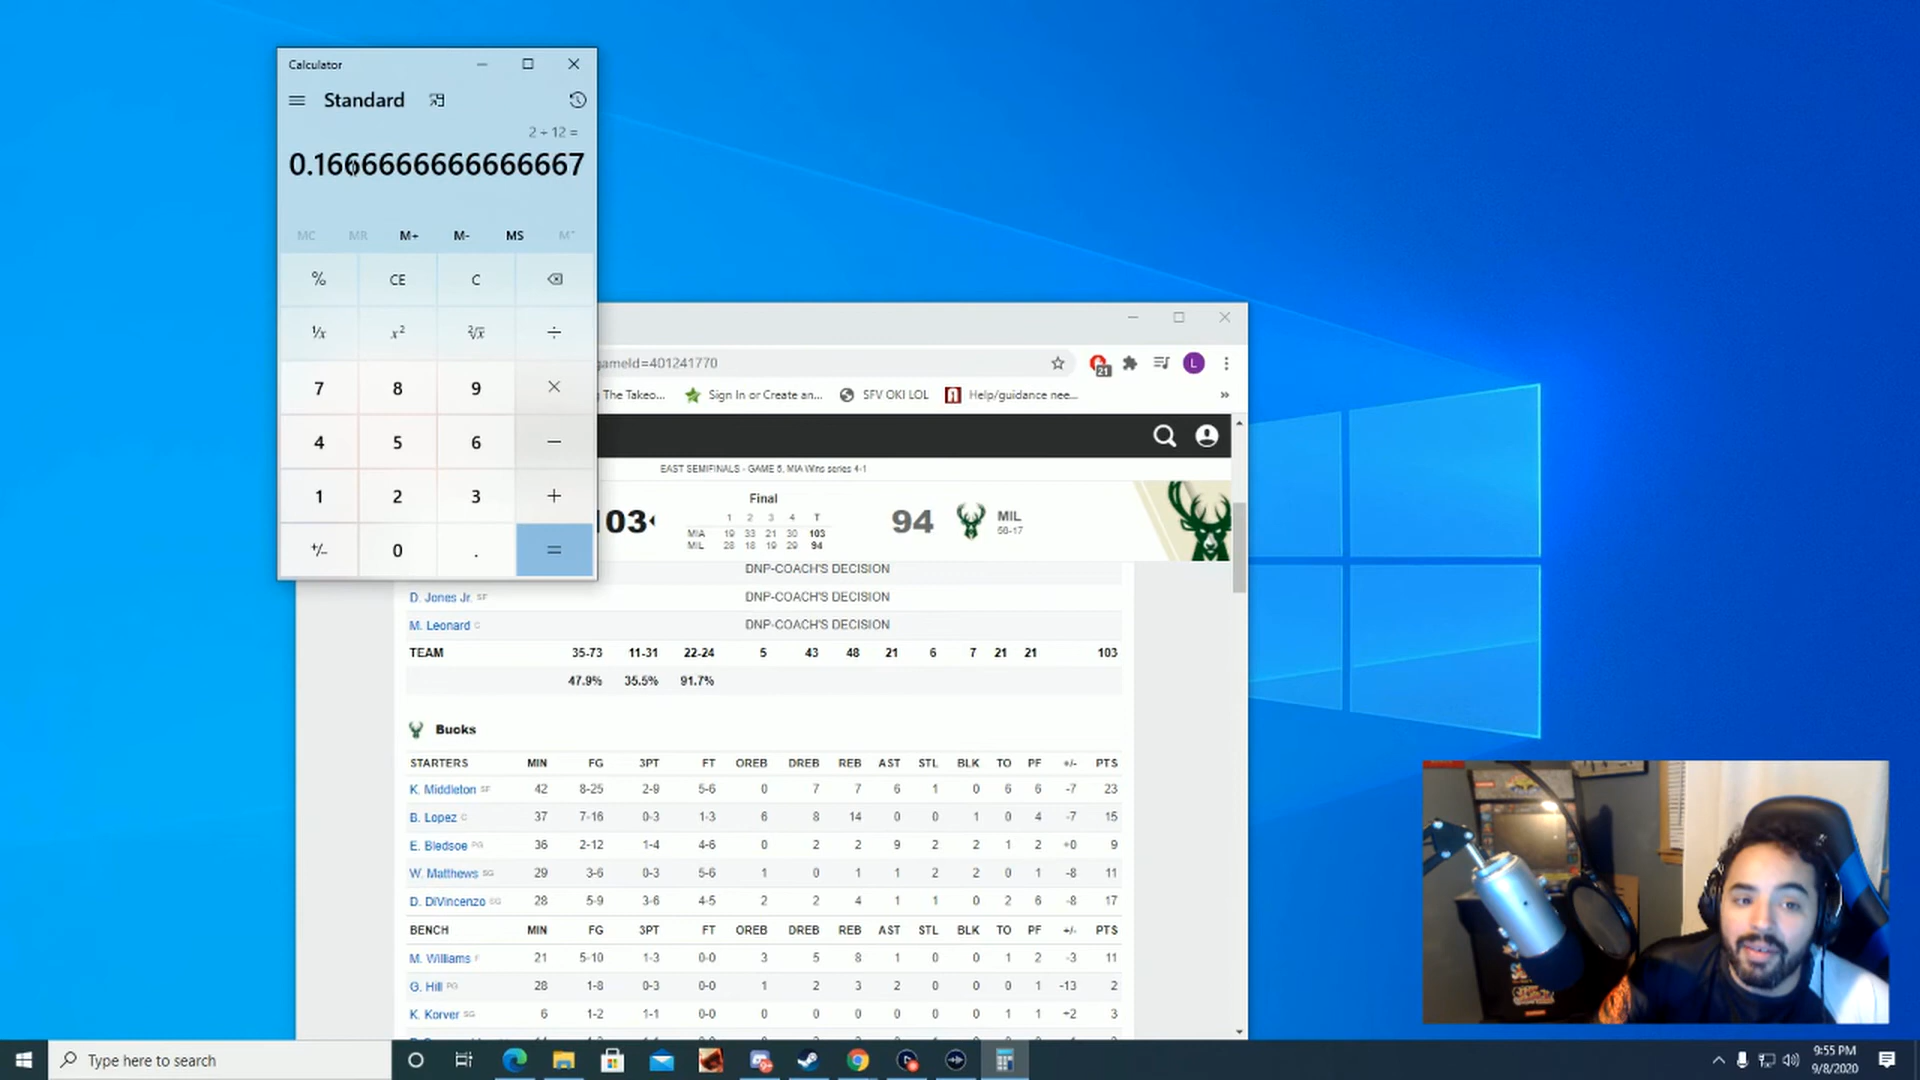 Calculator
Standard
2 ÷ 12 =
0.1666666666666667
MC MR M+ M- MS M˅
% CE C
¹/x x² ²√x ÷
7 8 9 ×
4 5 6 −
1 2 3 +
+/- 0 . =
gameId=401241770
21
L
The Takeo... Sign In or Create an... SFV OKI LOL Help/guidance nee... »
EAST SEMIFINALS - GAME 5, MIA Wins series 4-1
Final
1 2 3 4 T
MIA 19 33 21 30 103
MIL 28 18 19 29 94
103
94
MIL
56-17
DNP-COACH'S DECISION
D. Jones Jr. SF DNP-COACH'S DECISION
M. Leonard C DNP-COACH'S DECISION
TEAM 35-73 11-31 22-24 5 43 48 21 6 7 21 21 103
47.9% 35.5% 91.7%
Bucks
STARTERS MIN FG 3PT FT OREB DREB REB AST STL BLK TO PF +/- PTS
K. Middleton SF 42 8-25 2-9 5-6 0 7 7 6 1 0 6 6 -7 23
B. Lopez C 37 7-16 0-3 1-3 6 8 14 0 0 1 0 4 -7 15
E. Bledsoe PG 36 2-12 1-4 4-6 0 2 2 9 2 2 1 2 +0 9
W. Matthews SG 29 3-6 0-3 5-6 1 0 1 1 2 2 0 1 -8 11
D. DiVincenzo SG 28 5-9 3-6 4-5 2 2 4 1 1 0 2 6 -8 17
BENCH MIN FG 3PT FT OREB DREB REB AST STL BLK TO PF +/- PTS
M. Williams F 21 5-10 1-3 0-0 3 5 8 1 0 0 1 2 -3 11
G. Hill PG 28 1-8 0-3 0-0 1 2 3 2 0 0 0 1 -13 2
K. Korver SG 6 1-2 1-1 0-0 0 0 0 0 0 0 1 1 +2 3
Type here to search
9:55 PM
9/8/2020